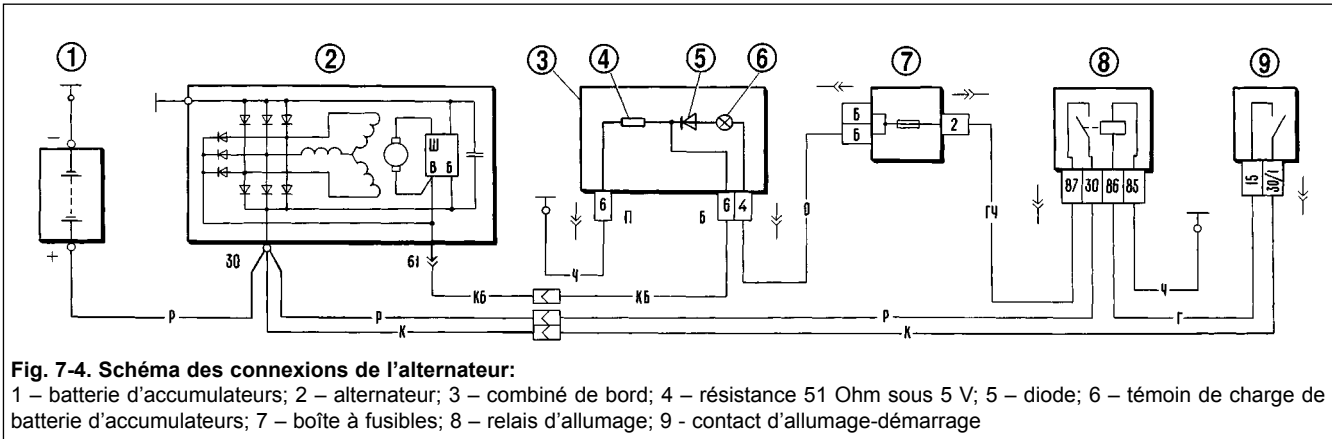 1 2 3 4 5 6 7 8 9
−
+
30
61
Ш
В Б
6 П Б 6 4
Б
Б
2
87 30 86 85
15 30/1
Р
КБ КБ
Р Р
К К
Ч
О
ГЧ
Ч
Г
Fig. 7-4. Schéma des connexions de l’alternateur:
1 – batterie d’accumulateurs; 2 – alternateur; 3 – combiné de bord; 4 – résistance 51 Ohm sous 5 V; 5 – diode; 6 – témoin de charge de
batterie d’accumulateurs; 7 – boîte à fusibles; 8 – relais d’allumage; 9 - contact d’allumage-démarrage